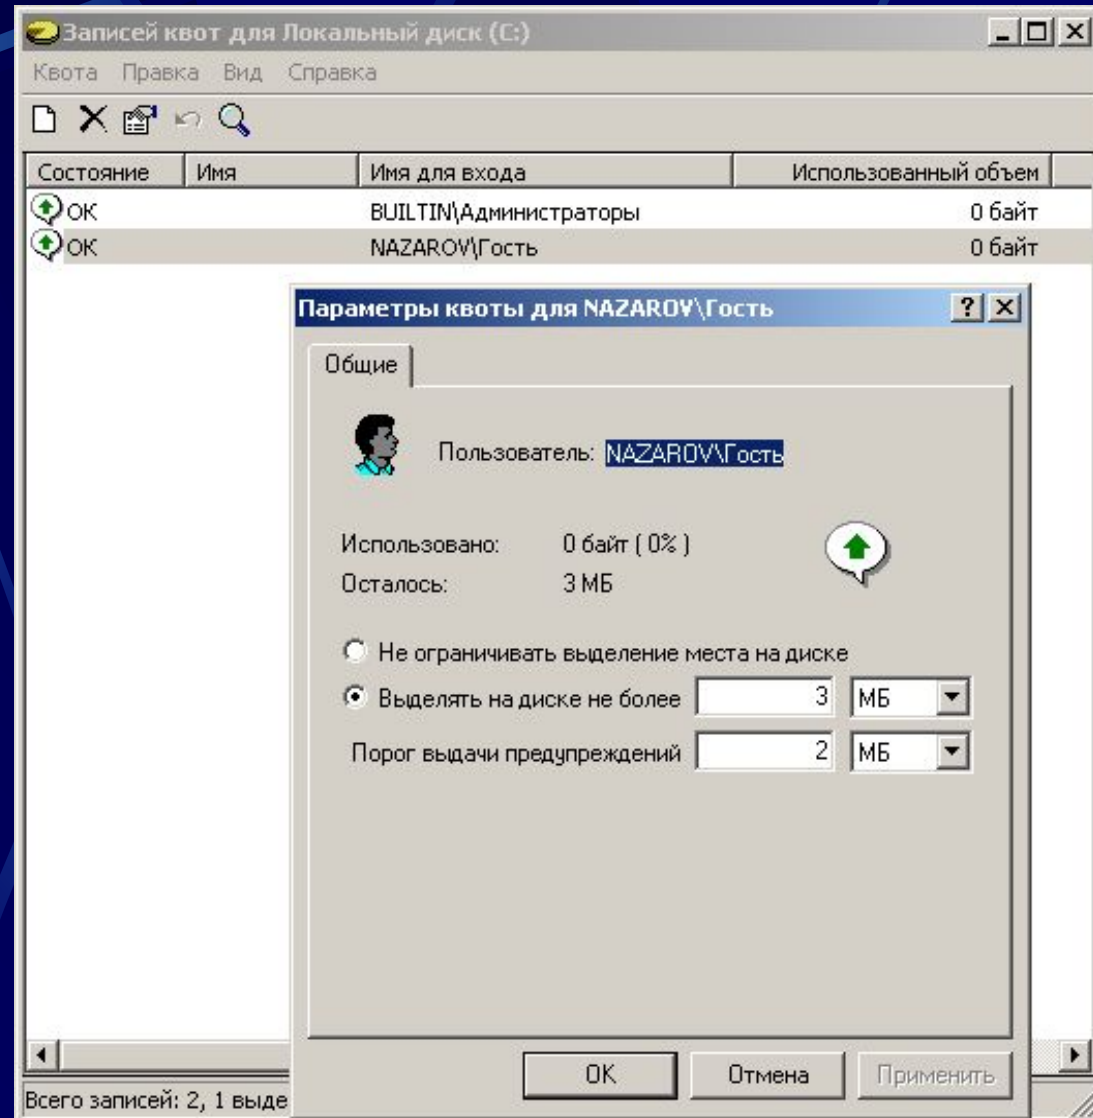 Записей квот для Локальный диск (C:)
Квота Правка Вид Справка
Состояние Имя Имя для входа Использованный объем
OK BUILTIN\Администраторы 0 байт
OK NAZAROV\Гость 0 байт
Параметры квоты для NAZAROV\Гость
Общие
Пользователь: NAZAROV\Гость
Использовано: 0 байт ( 0% )
Осталось: 3 МБ
Не ограничивать выделение места на диске
Выделять на диске не более 3 МБ
Порог выдачи предупреждений 2 МБ
OK Отмена Применить
Всего записей: 2, 1 выде